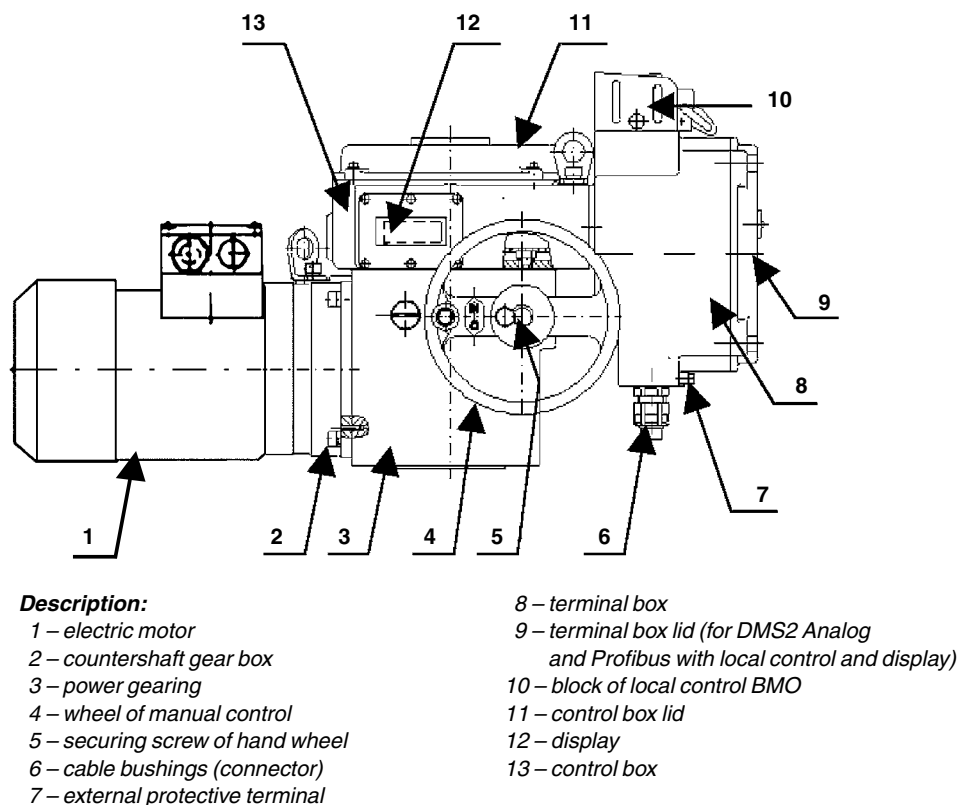 13
12
11
10
9
8
7
1
2
3
4
5
6
Description:
1 – electric motor
2 – countershaft gear box
3 – power gearing
4 – wheel of manual control
5 – securing screw of hand wheel
6 – cable bushings (connector)
7 – external protective terminal
8 – terminal box
9 – terminal box lid (for DMS2 Analog
and Profibus with local control and display)
10 – block of local control BMO
11 – control box lid
12 – display
13 – control box